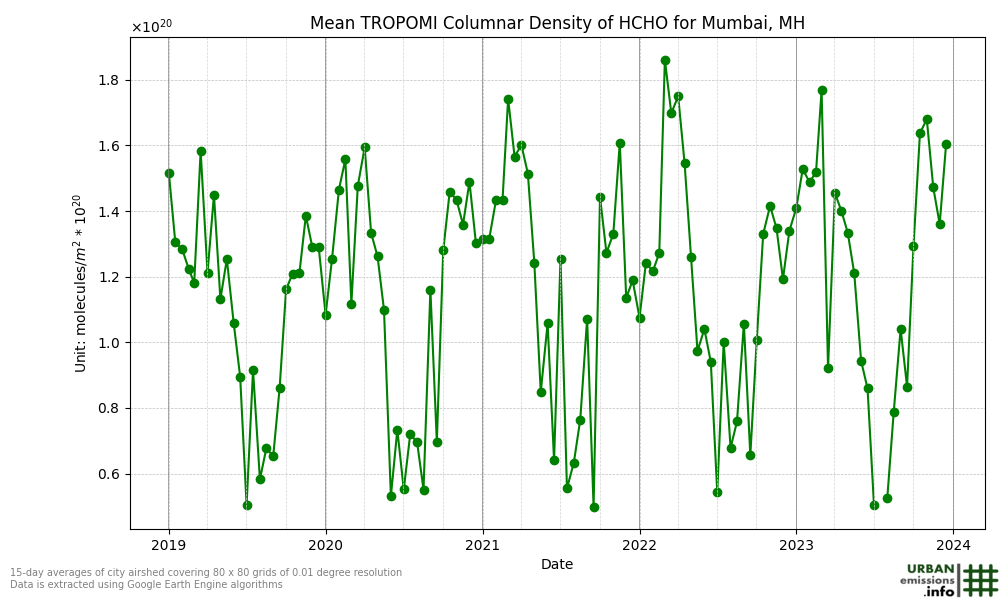 Mean TROPOMI Columnar Density of HCHO for Mumbai, MH
×10²⁰
1.8
1.6
1.4
1.2
1.0
0.8
0.6
Unit: molecules/m² * 10²⁰
2019 2020 2021 2022 2023 2024
Date
15-day averages of city airshed covering 80 x 80 grids of 0.01 degree resolution
Data is extracted using Google Earth Engine algorithms
URBAN
emissions
.info